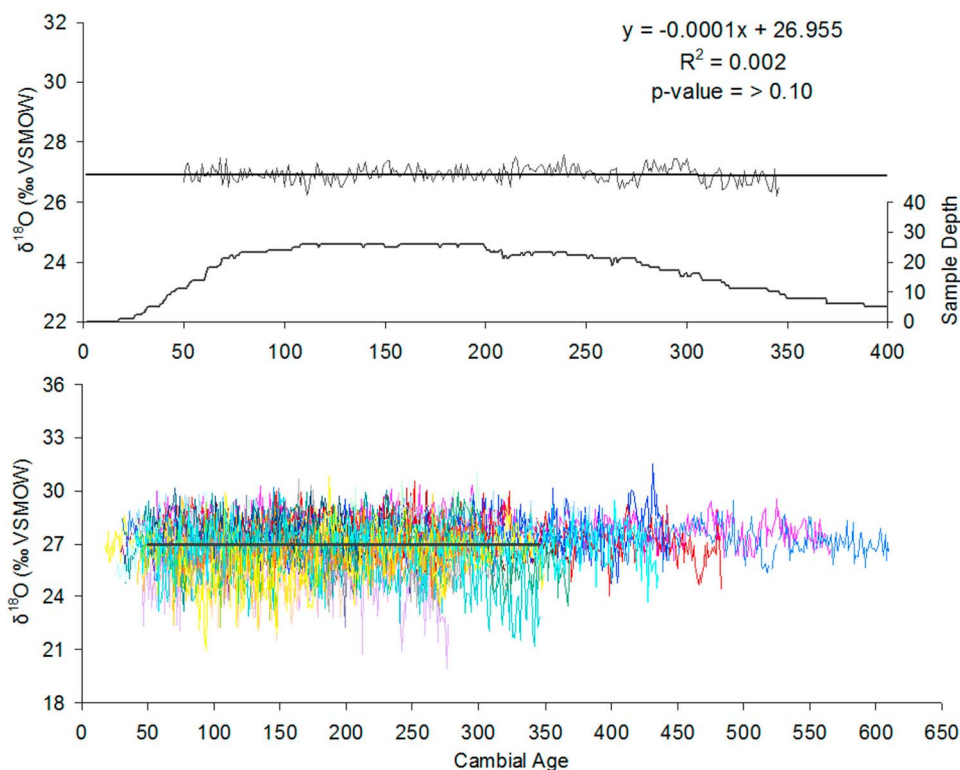 32
30
28
26
24
22
δ18O (‰ VSMOW)
y = -0.0001x + 26.955
R2 = 0.002
p-value = > 0.10
40
30
20
10
0
Sample Depth
0 50 100 150 200 250 300 350 400
36
33
30
27
24
21
18
δ 18O (‰ VSMOW)
0 50 100 150 200 250 300 350 400 450 500 550 600 650
Cambial Age